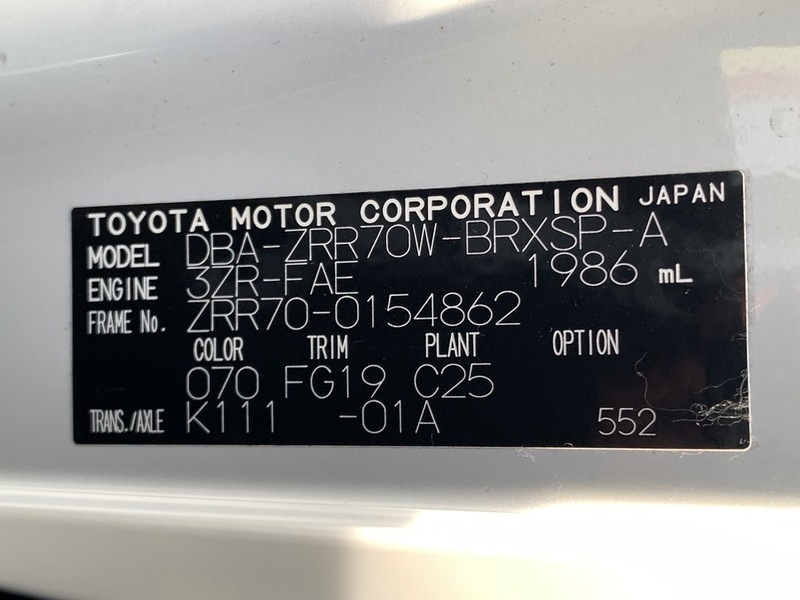 TOYOTA MOTOR CORPORATION JAPAN
MODEL DBA-ZRR70W-BRXSP-A
ENGINE 3ZR-FAE 1986 mL
FRAME No. ZRR70-0154862
COLOR TRIM PLANT OPTION
070 FG19 C25
TRANS./AXLE K111 -01A 552